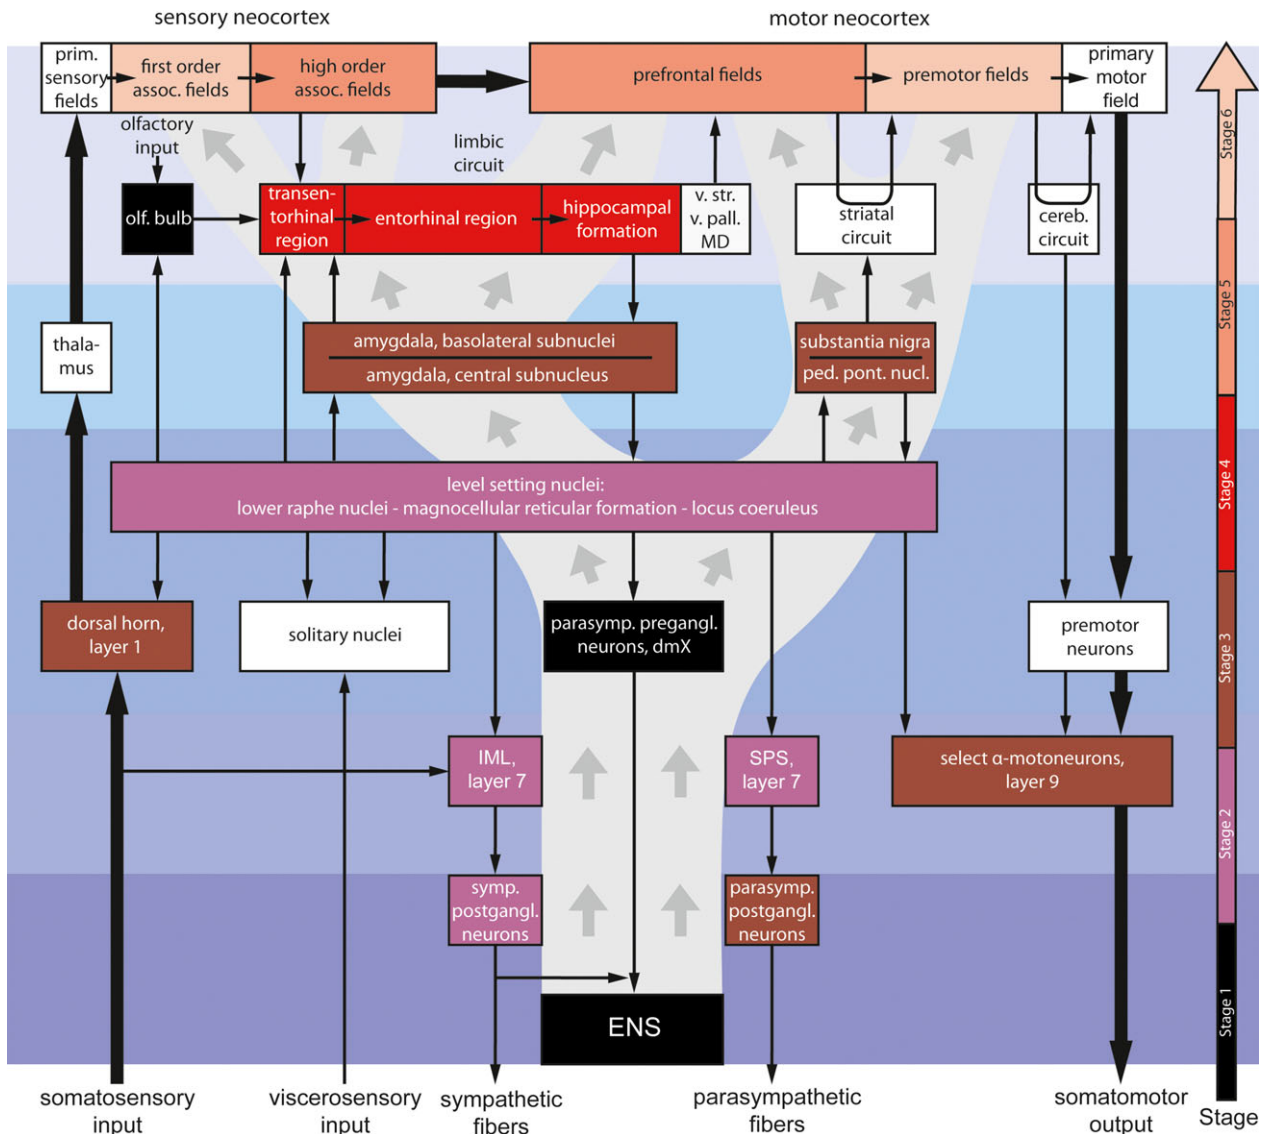 sensory neocortex
motor neocortex
prim.
sensory
fields
first order
assoc. fields
high order
assoc. fields
prefrontal fields
premotor fields
primary
motor
field
olfactory
input
limbic
circuit
olf. bulb
transen-
torhinal
region
entorhinal region
hippocampal
formation
v. str.
v. pall.
MD
striatal
circuit
cereb.
circuit
thala-
mus
amygdala, basolateral subnuclei
amygdala, central subnucleus
substantia nigra
ped. pont. nucl.
level setting nuclei:
lower raphe nuclei - magnocellular reticular formation - locus coeruleus
dorsal horn,
layer 1
solitary nuclei
parasymp. pregangl.
neurons, dmX
premotor
neurons
IML,
layer 7
SPS,
layer 7
select α-motoneurons,
layer 9
symp.
postgangl.
neurons
parasymp.
postgangl.
neurons
ENS
somatosensory
input
viscerosensory
input
sympathetic
fibers
parasympathetic
fibers
somatomotor
output
Stage 6
Stage 5
Stage 4
Stage 3
Stage 2
Stage 1
Stage